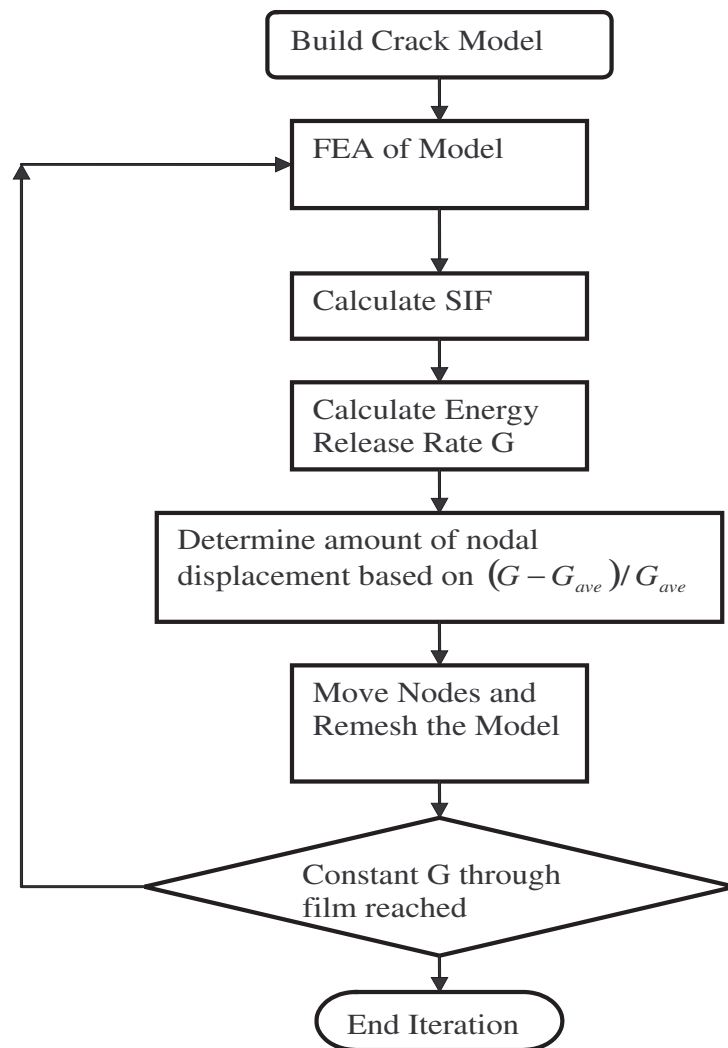 Build Crack Model
FEA of Model
Calculate SIF
Calculate Energy
Release Rate G
Determine amount of nodal
displacement based on (G − G_ave)/ G_ave
Move Nodes and
Remesh the Model
Constant G through
film reached
End Iteration